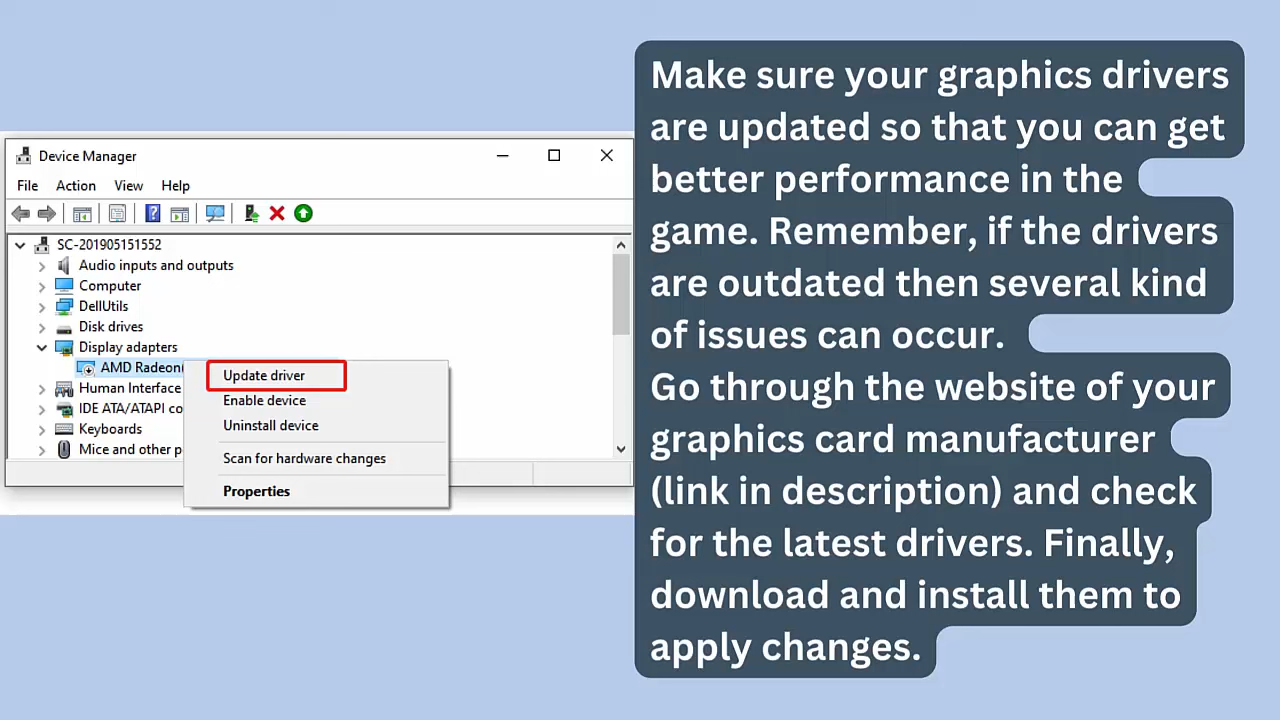 Device Manager
File Action View Help
SC-201905151552
Audio inputs and outputs
Computer
DellUtils
Disk drives
Display adapters
AMD Radeon(
Human Interface
IDE ATA/ATAPI co
Keyboards
Mice and other p
Update driver
Enable device
Uninstall device
Scan for hardware changes
Properties
Make sure your graphics drivers
are updated so that you can get
better performance in the
game. Remember, if the drivers
are outdated then several kind
of issues can occur.
Go through the website of your
graphics card manufacturer
(link in description) and check
for the latest drivers. Finally,
download and install them to
apply changes.